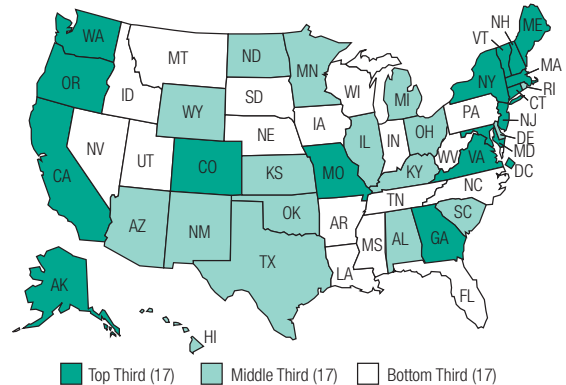 WA
MT
ND
MN
VT
NH
ME
OR
ID
WY
SD
WI
MI
NY
MA
RI
CT
NV
UT
CO
NE
IA
IL
IN
OH
PA
NJ
DE
MD
DC
CA
KS
MO
KY
WV
VA
AZ
NM
OK
AR
TN
NC
SC
TX
LA
MS
AL
GA
FL
AK
HI
Top Third (17)
Middle Third (17)
Bottom Third (17)